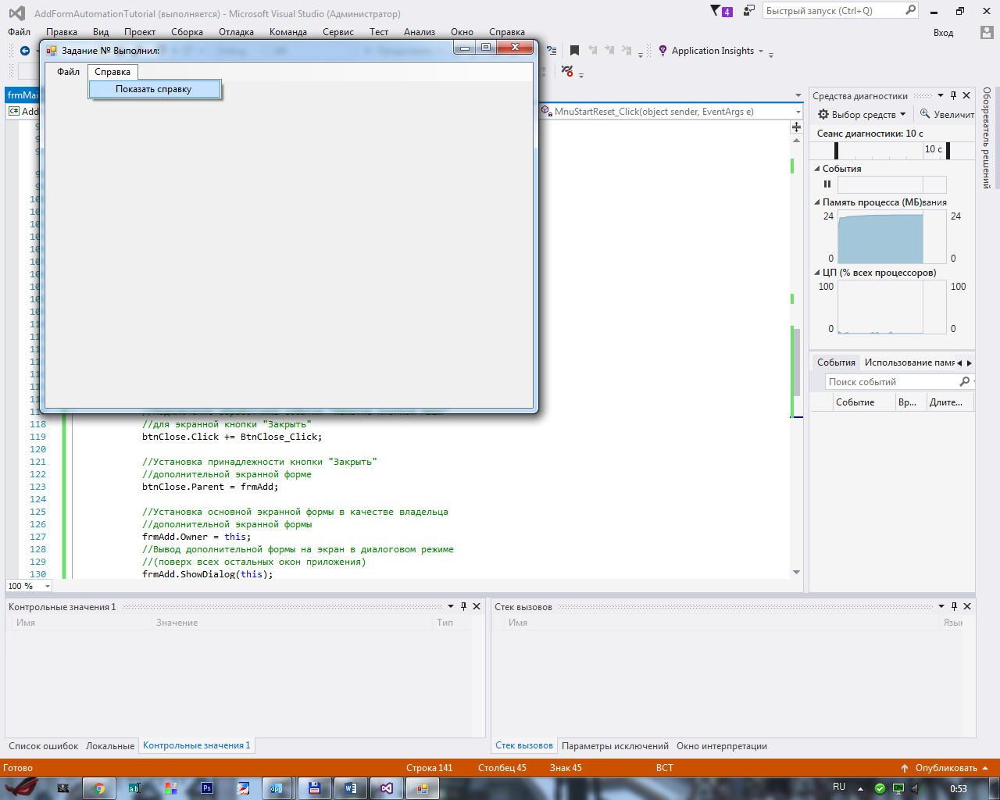 AddFormAutomationTutorial (выполняется) - Microsoft Visual Studio (Администратор)
4
Быстрый запуск (Ctrl+Q)
Файл Правка Вид Проект Сборка Отладка Команда Сервис Тест Анализ Окно Справка
Вход
Application Insights
Задание № Выполнил:
Файл Справка
Показать справку
frmMai
C# Add
MnuStartReset_Click(object sender, EventArgs e)
118 //для экранной кнопки "Закрыть"
119 btnClose.Click += BtnClose_Click;
120
121 //Установка принадлежности кнопки "Закрыть"
122 //дополнительной экранной форме
123 btnClose.Parent = frmAdd;
124
125 //Установка основной экранной формы в качестве владельца
126 //дополнительной экранной формы
127 frmAdd.Owner = this;
128 //Вывод дополнительной формы на экран в диалоговом режиме
129 //(поверх всех остальных окон приложения)
130 frmAdd.ShowDialog(this);
100 %
Средства диагностики
Выбор средств Увеличит
Сеанс диагностики: 10 с
10 с
События
Память процесса (МБ)вания
24 24
0 0
ЦП (% всех процессоров)
100 100
0 0
События Использование памя
Поиск событий
Событие Вр... Длите...
Обозреватель решений
Контрольные значения 1
Имя Значение Тип
Стек вызовов
Имя Язык
Список ошибок Локальные Контрольные значения 1
Стек вызовов Параметры исключений Окно интерпретации
Готово Строка 141 Столбец 45 Знак 45 ВСТ Опубликовать
a.b Ps apg W RU 0:53